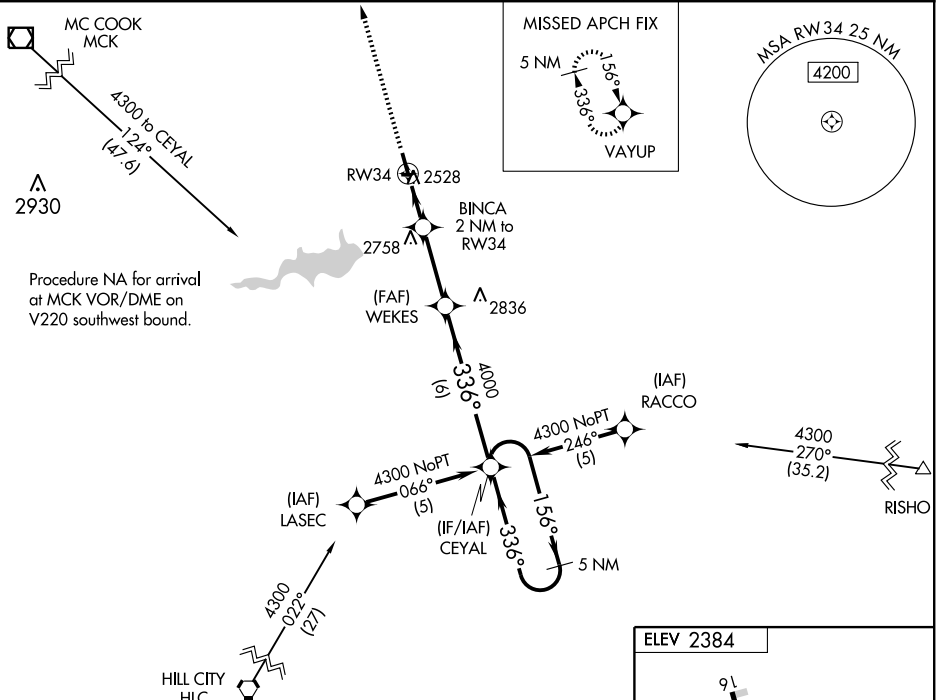 MC COOK
MCK
4300 to CEYAL
124°
(47.6)
2930
Procedure NA for arrival
at MCK VOR/DME on
V220 southwest bound.
MISSED APCH FIX
5 NM
156°
336°
VAYUP
MSA RW34 25 NM
4200
RW34
2528
BINCA
2 NM to
RW34
2758
(FAF)
WEKES
2836
4000
336°
(6)
(IAF)
RACCO
4300 NoPT
246°
(5)
4300
270°
(35.2)
RISHO
4300 NoPT
066°
(5)
(IAF)
LASEC
(IF/IAF)
CEYAL
336°
156°
5 NM
4300
022°
(27)
HILL CITY
HLC
ELEV 2384
16